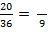 20/36 = /9